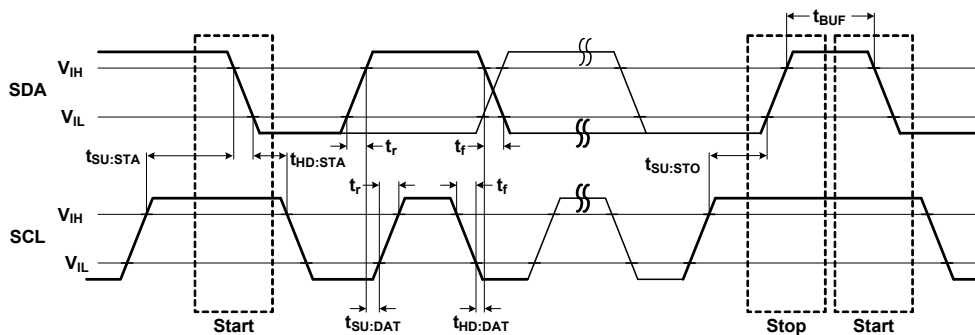 tBUF
VIH
SDA
VIL
tSU:STA
tHD:STA
tr
tf
tSU:STO
tr
tf
VIH
SCL
VIL
tSU:DAT
tHD:DAT
Start
Stop
Start